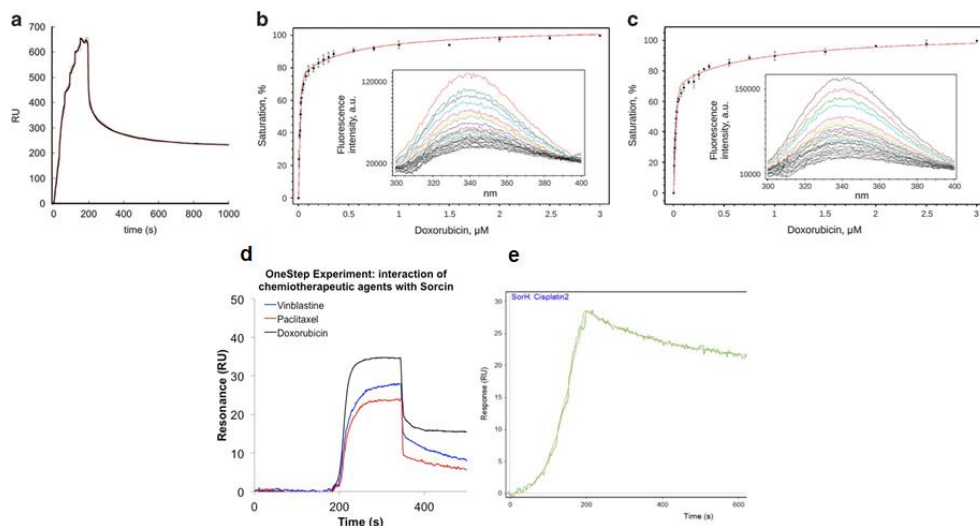 a
700
600
500
400
300
200
100
0
RU
0 200 400 600 800 1000
time (s)
b
100
80
60
40
20
0
Saturation, %
120000
20000
Fluorescence
intensity, a.u.
300 320 340 360 380 400
nm
0 0.5 1 1.5 2 2.5 3
Doxorubicin, µM
c
100
80
60
40
20
0
Saturation, %
150000
10000
Fluorescence
intensity, a.u.
300 320 340 360 380 400
nm
0 0.5 1 1.5 2 2.5 3
Doxorubicin, µM
d
OneStep Experiment: interaction of
chemiotherapeutic agents with Sorcin
50
40
30
20
10
0
Resonance (RU)
Vinblastine
Paclitaxel
Doxorubicin
0 200 400
Time (s)
e
SorH: Cisplatin2
30
25
20
15
10
5
0
Response (RU)
0 200 400 600
Time (s)